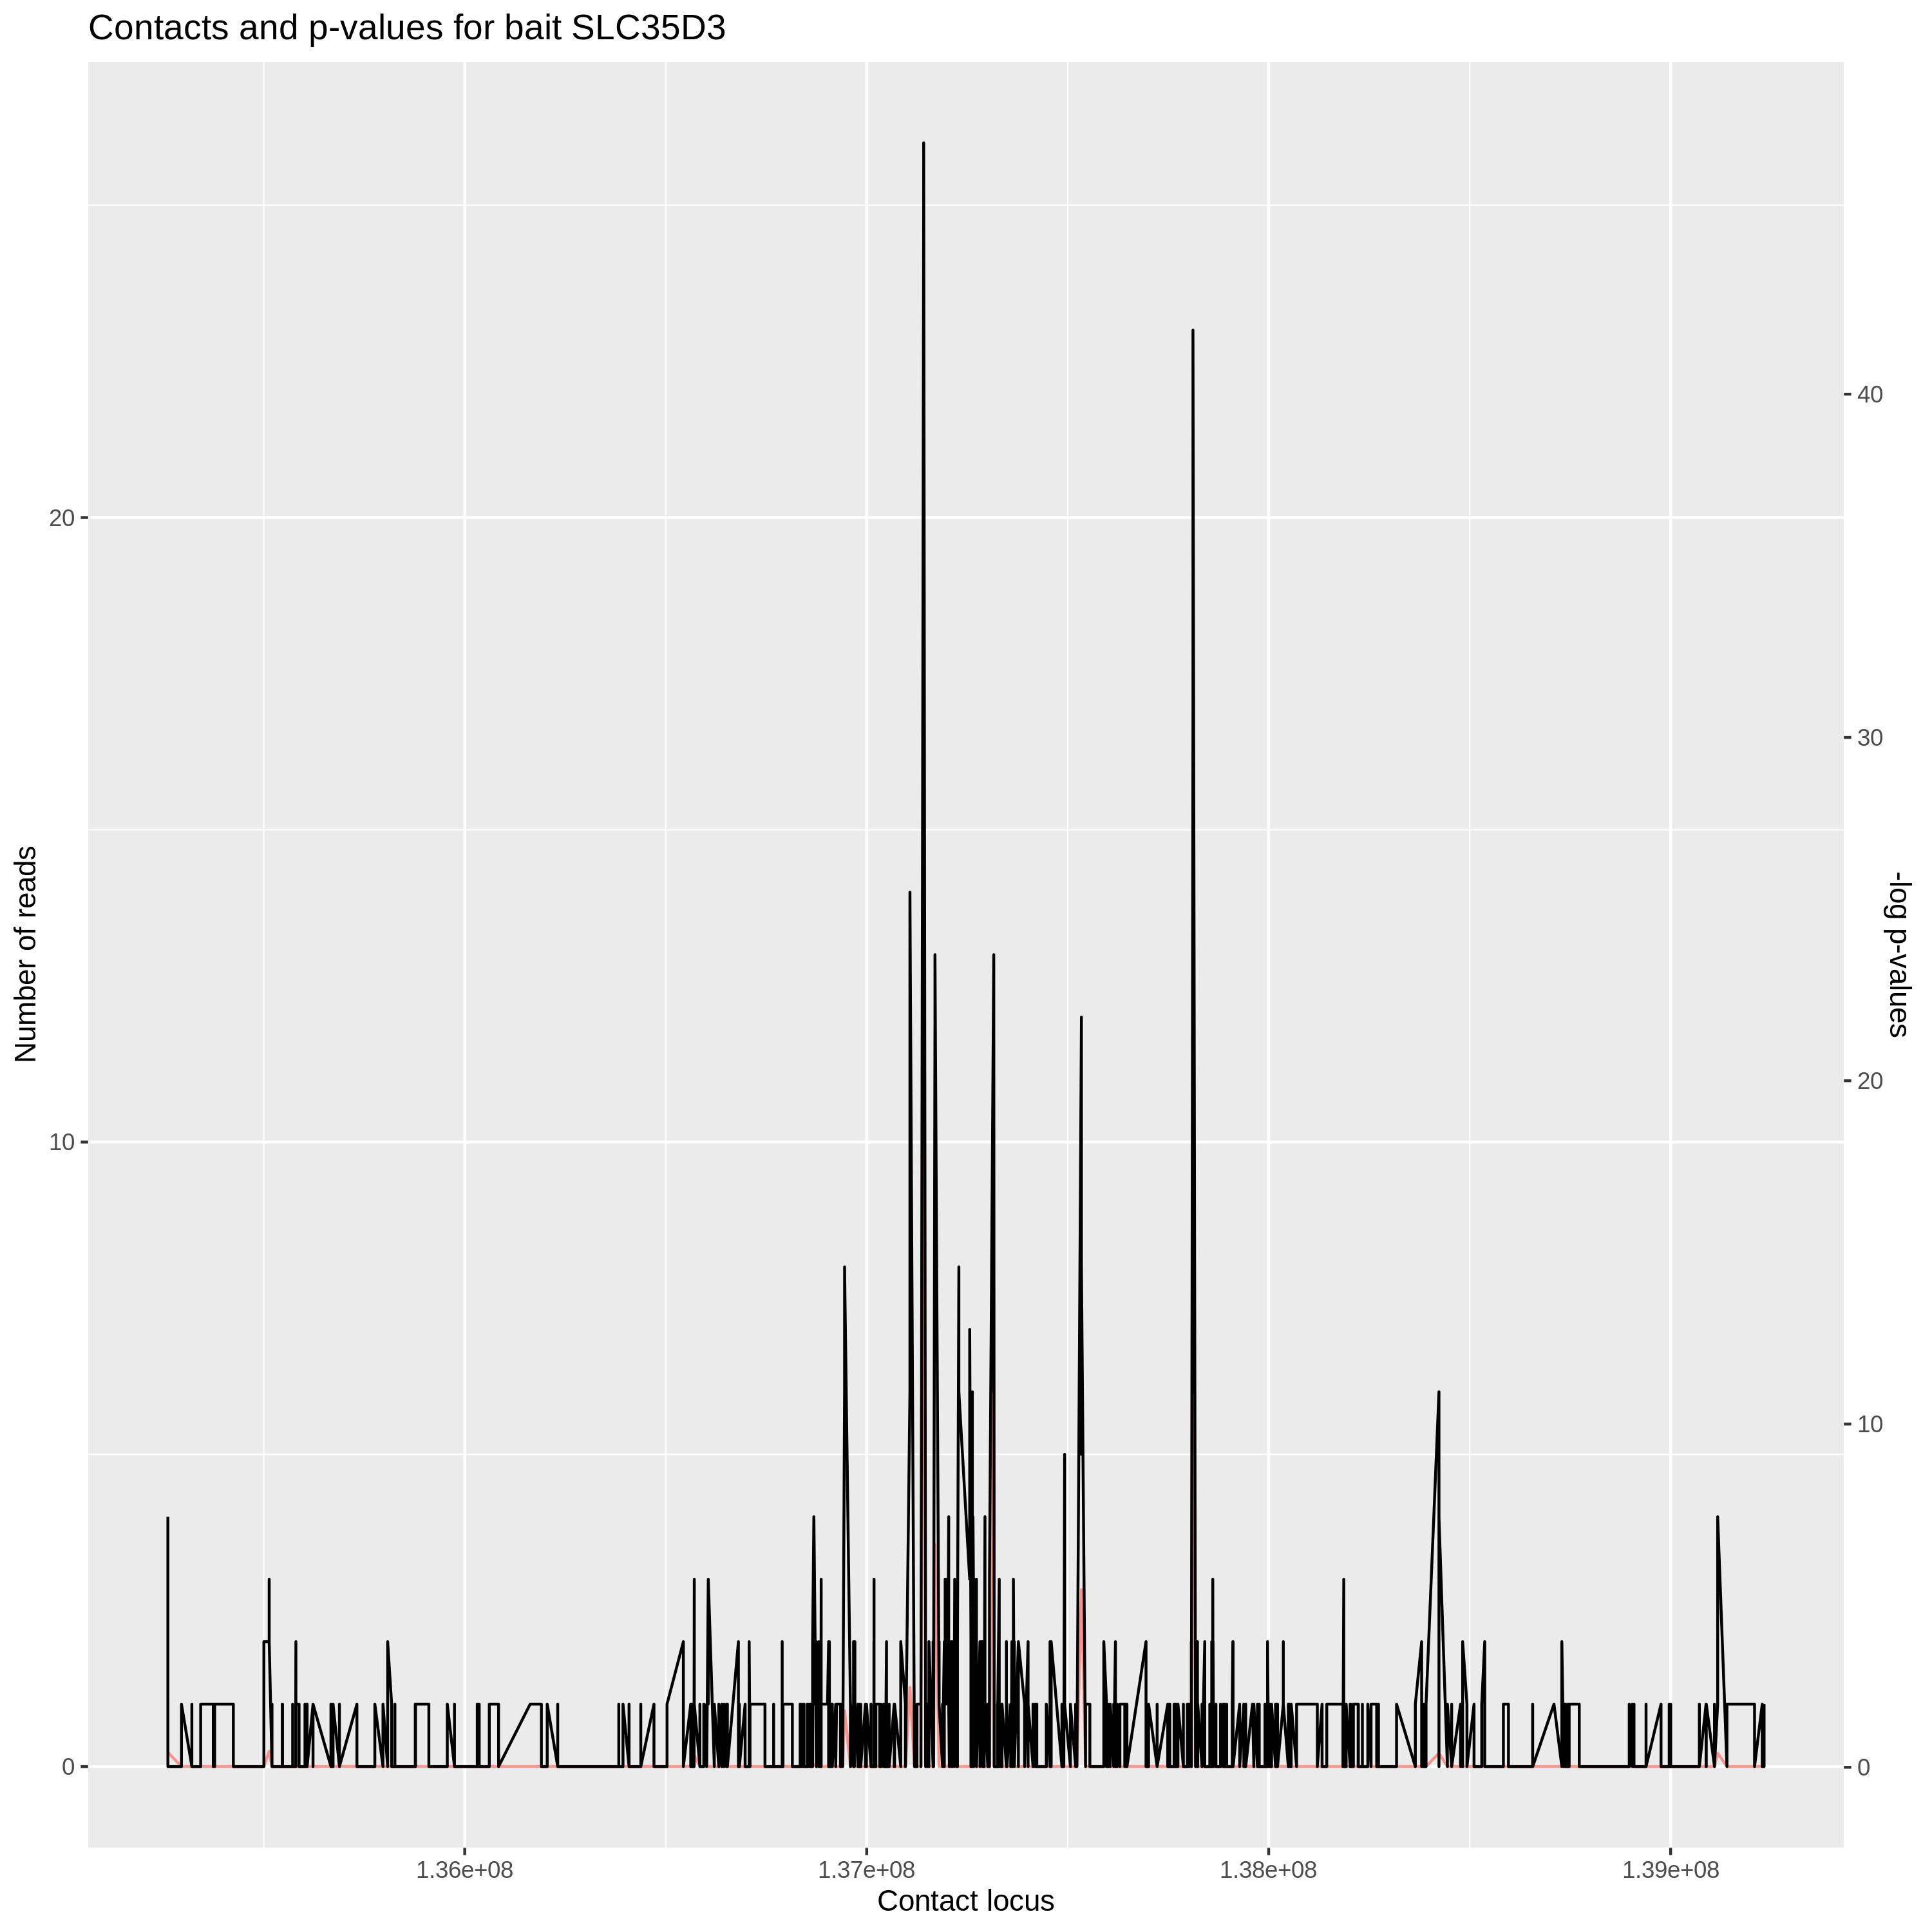 Contacts and p-values for bait SLC35D3
Number of reads
20
10
0
40
30
20
10
0
-log p-values
1.36e+08 1.37e+08 1.38e+08 1.39e+08
Contact locus